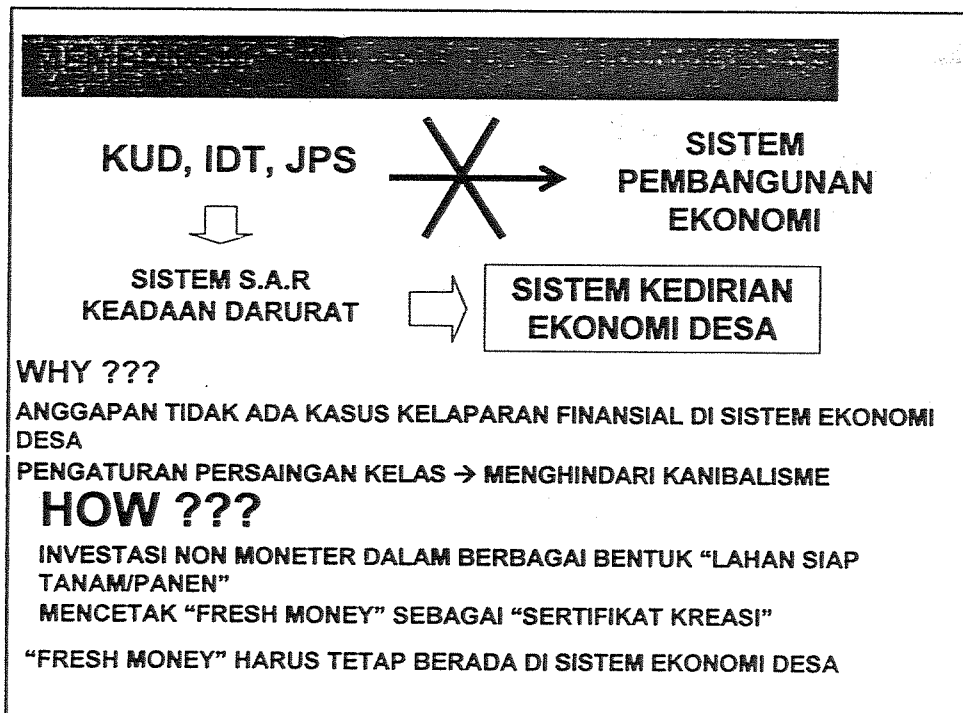 KUD, IDT, JPS
SISTEM
PEMBANGUNAN
EKONOMI
SISTEM S.A.R
KEADAAN DARURAT
SISTEM KEDIRIAN
EKONOMI DESA
WHY ???
ANGGAPAN TIDAK ADA KASUS KELAPARAN FINANSIAL DI SISTEM EKONOMI
DESA
PENGATURAN PERSAINGAN KELAS → MENGHINDARI KANIBALISME
HOW ???
INVESTASI NON MONETER DALAM BERBAGAI BENTUK “LAHAN SIAP
TANAM/PANEN”
MENCETAK “FRESH MONEY” SEBAGAI “SERTIFIKAT KREASI”
“FRESH MONEY” HARUS TETAP BERADA DI SISTEM EKONOMI DESA